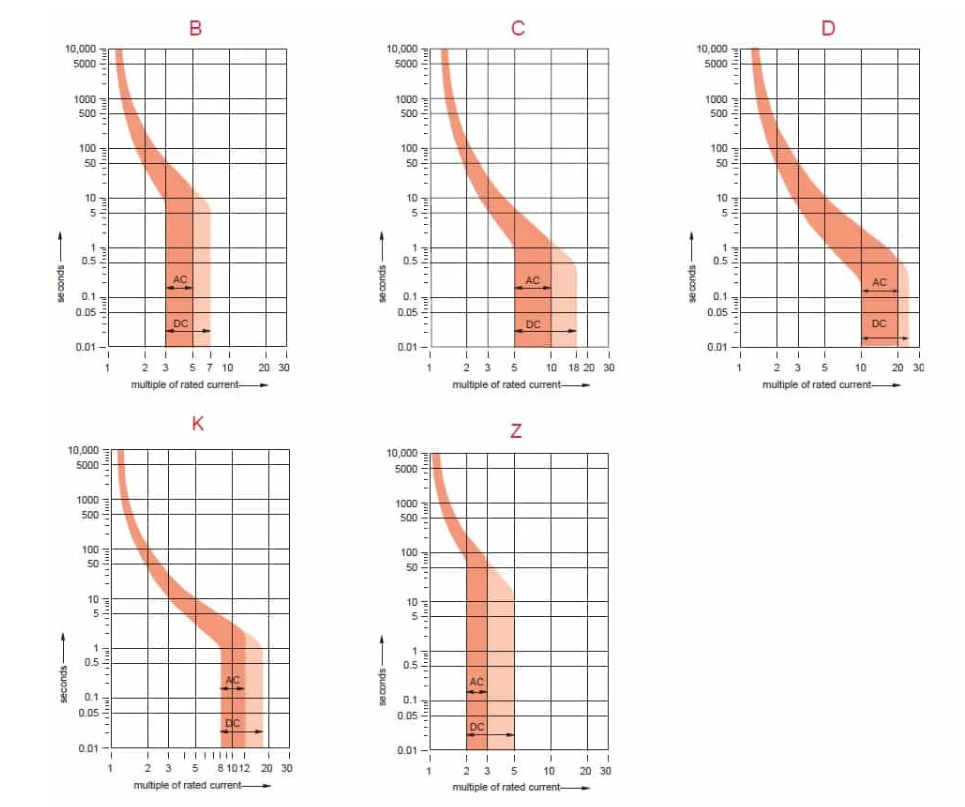 B
10,000
5000
1000
500
100
50
10
5
1
0.5
0.1
0.05
0.01
seconds
AC
DC
1 2 3 5 7 10 20 30
multiple of rated current
C
10,000
5000
1000
500
100
50
10
5
1
0.5
0.1
0.05
0.01
seconds
AC
DC
1 2 3 5 10 18 20 30
multiple of rated current
D
10,000
5000
1000
500
100
50
10
5
1
0.5
0.1
0.05
0.01
seconds
AC
DC
1 2 3 5 10 20 30
multiple of rated current
K
10,000
5000
1000
500
100
50
10
5
1
0.5
0.1
0.05
0.01
seconds
AC
DC
1 2 3 5 8 10 12 20 30
multiple of rated current
Z
10,000
5000
1000
500
100
50
10
5
1
0.5
0.1
0.05
0.01
seconds
AC
DC
1 2 3 5 10 20 30
multiple of rated current